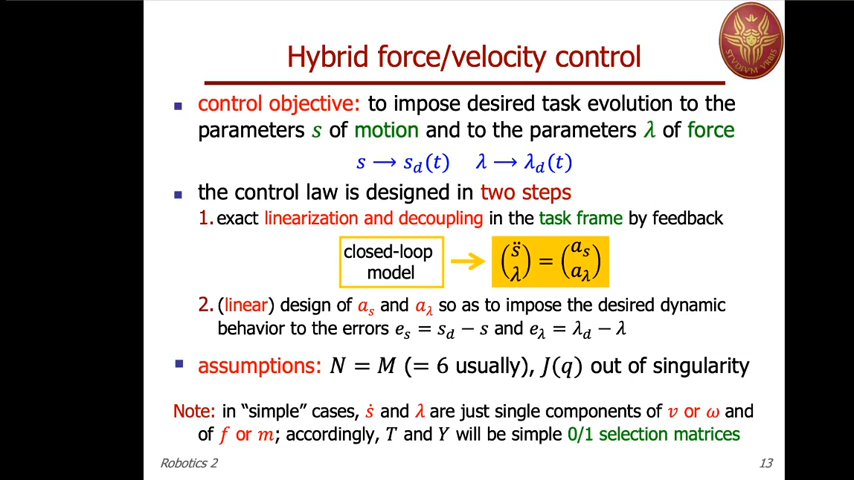 Hybrid force/velocity control
STVDIVM VRBIS
▪ control objective: to impose desired task evolution to the
parameters s of motion and to the parameters λ of force
s → s_d(t) λ → λ_d(t)
▪ the control law is designed in two steps
1. exact linearization and decoupling in the task frame by feedback
closed-loop
model
(s̈ λ) = (a_s a_λ)
2. (linear) design of a_s and a_λ so as to impose the desired dynamic
behavior to the errors e_s = s_d − s and e_λ = λ_d − λ
▪ assumptions: N = M (= 6 usually), J(q) out of singularity
Note: in “simple” cases, ṡ and λ are just single components of v or ω and
of f or m; accordingly, T and Y will be simple 0/1 selection matrices
Robotics 2
13